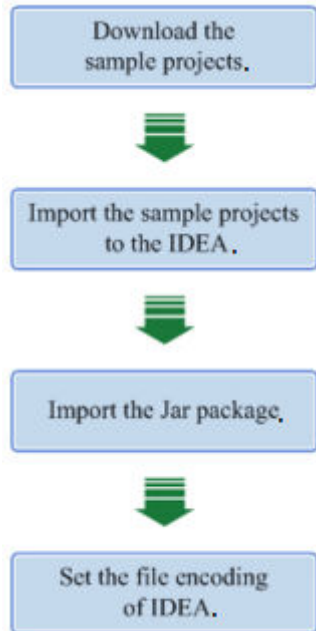 Download the
sample projects.
Import the sample projects
to the IDEA.
Import the Jar package.
Set the file encoding
of IDEA.